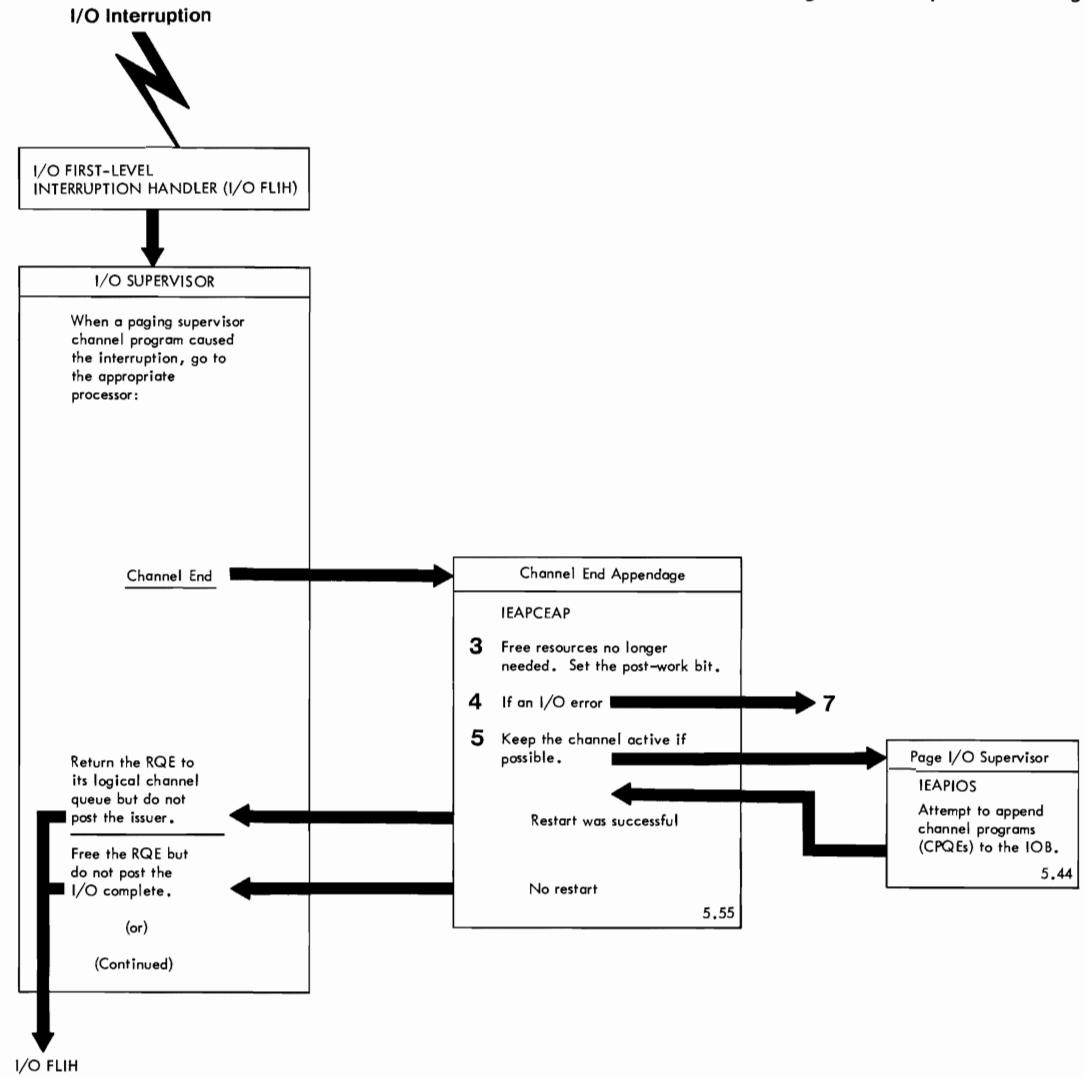 I/O Interruption
I/O FIRST-LEVEL
INTERRUPTION HANDLER (I/O FLIH)
I/O SUPERVISOR
When a paging supervisor
channel program caused
the interruption, go to
the appropriate
processor:
Channel End
Channel End Appendage
IEAPCEAP
3 Free resources no longer
needed. Set the post-work bit.
4 If an I/O error
7
5 Keep the channel active if
possible.
Page I/O Supervisor
IEAPIOS
Attempt to append
channel programs
(CPQEs) to the IOB.
5.44
Restart was successful
No restart
5.55
Return the RQE to
its logical channel
queue but do not
post the issuer.
Free the RQE but
do not post the
I/O complete.
(or)
(Continued)
I/O FLIH